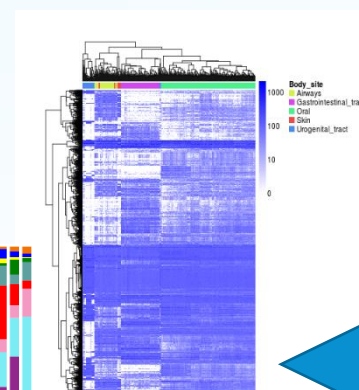 Body_site
Airways
Gastrointestinal_tra
Oral
Skin
Urogenital_tract
1000
100
10
0